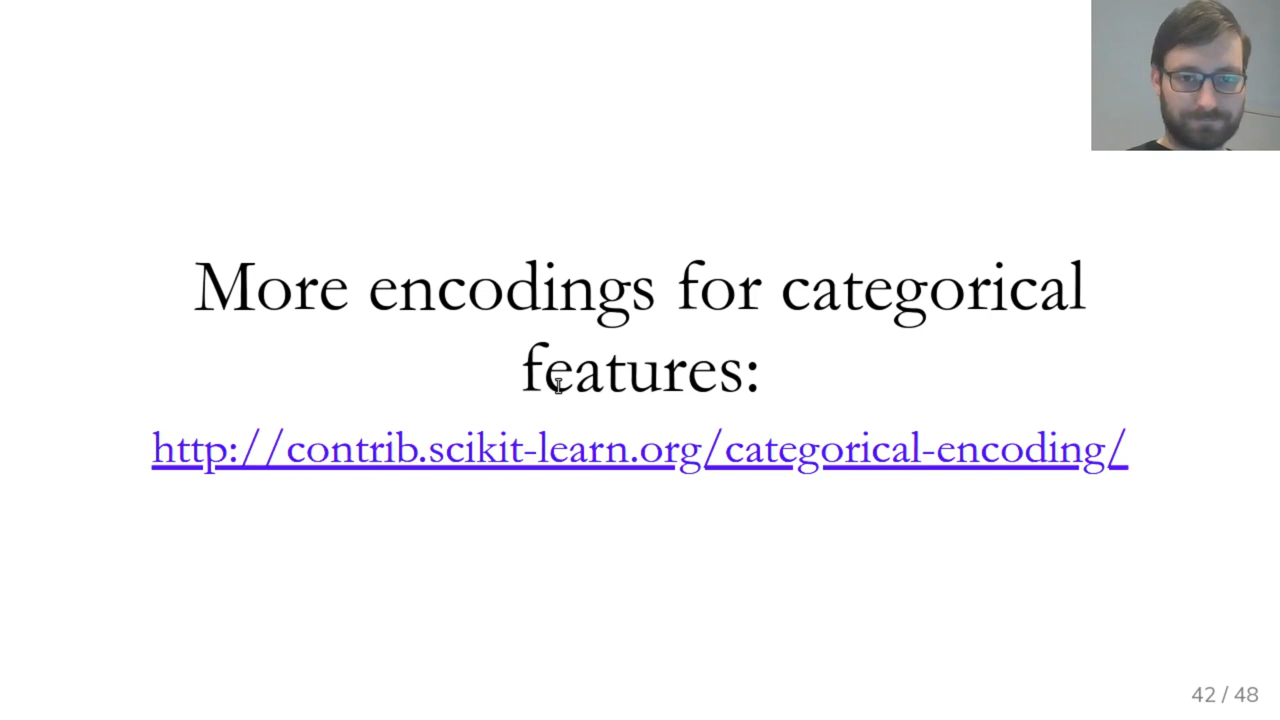 More encodings for categorical
features:
http://contrib.scikit-learn.org/categorical-encoding/
42 / 48